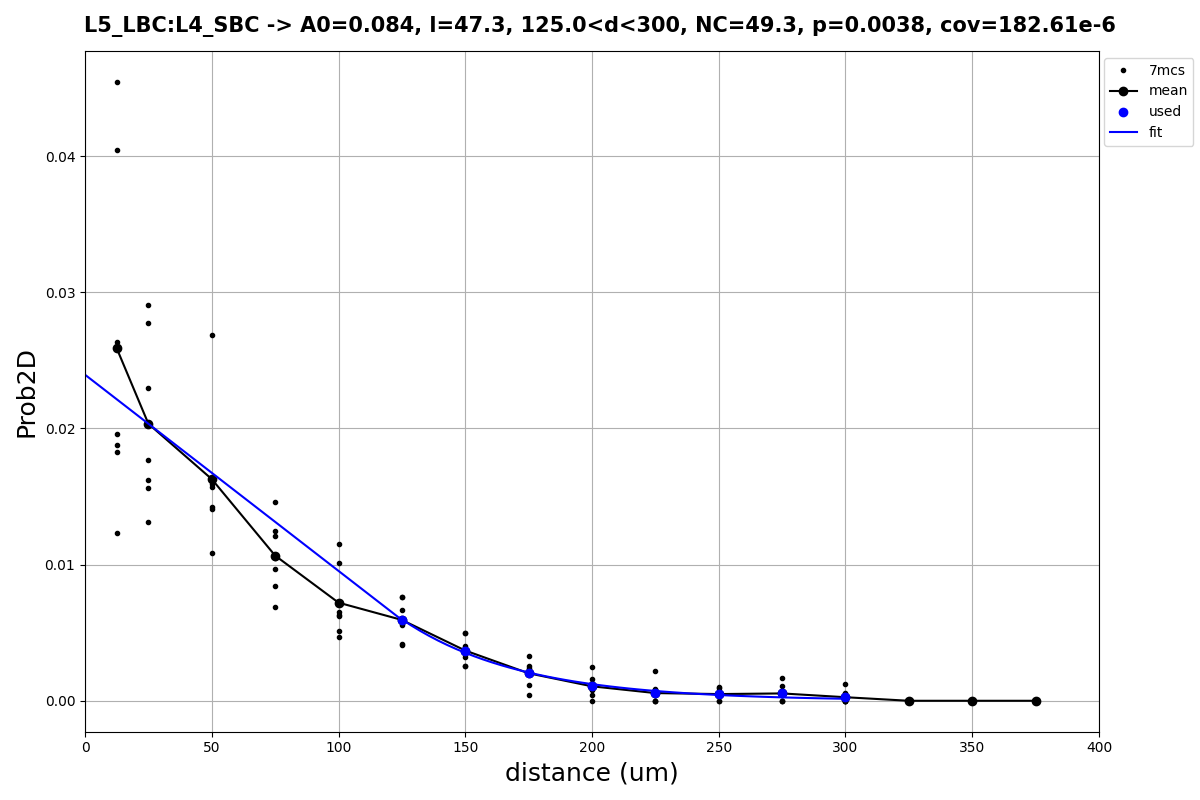 L5_LBC:L4_SBC -> A0=0.084, l=47.3, 125.0<d<300, NC=49.3, p=0.0038, cov=182.61e-6
7mcs
mean
used
fit
0.04
0.03
0.02
0.01
0.00
Prob2D
0 50 100 150 200 250 300 350 400
distance (um)